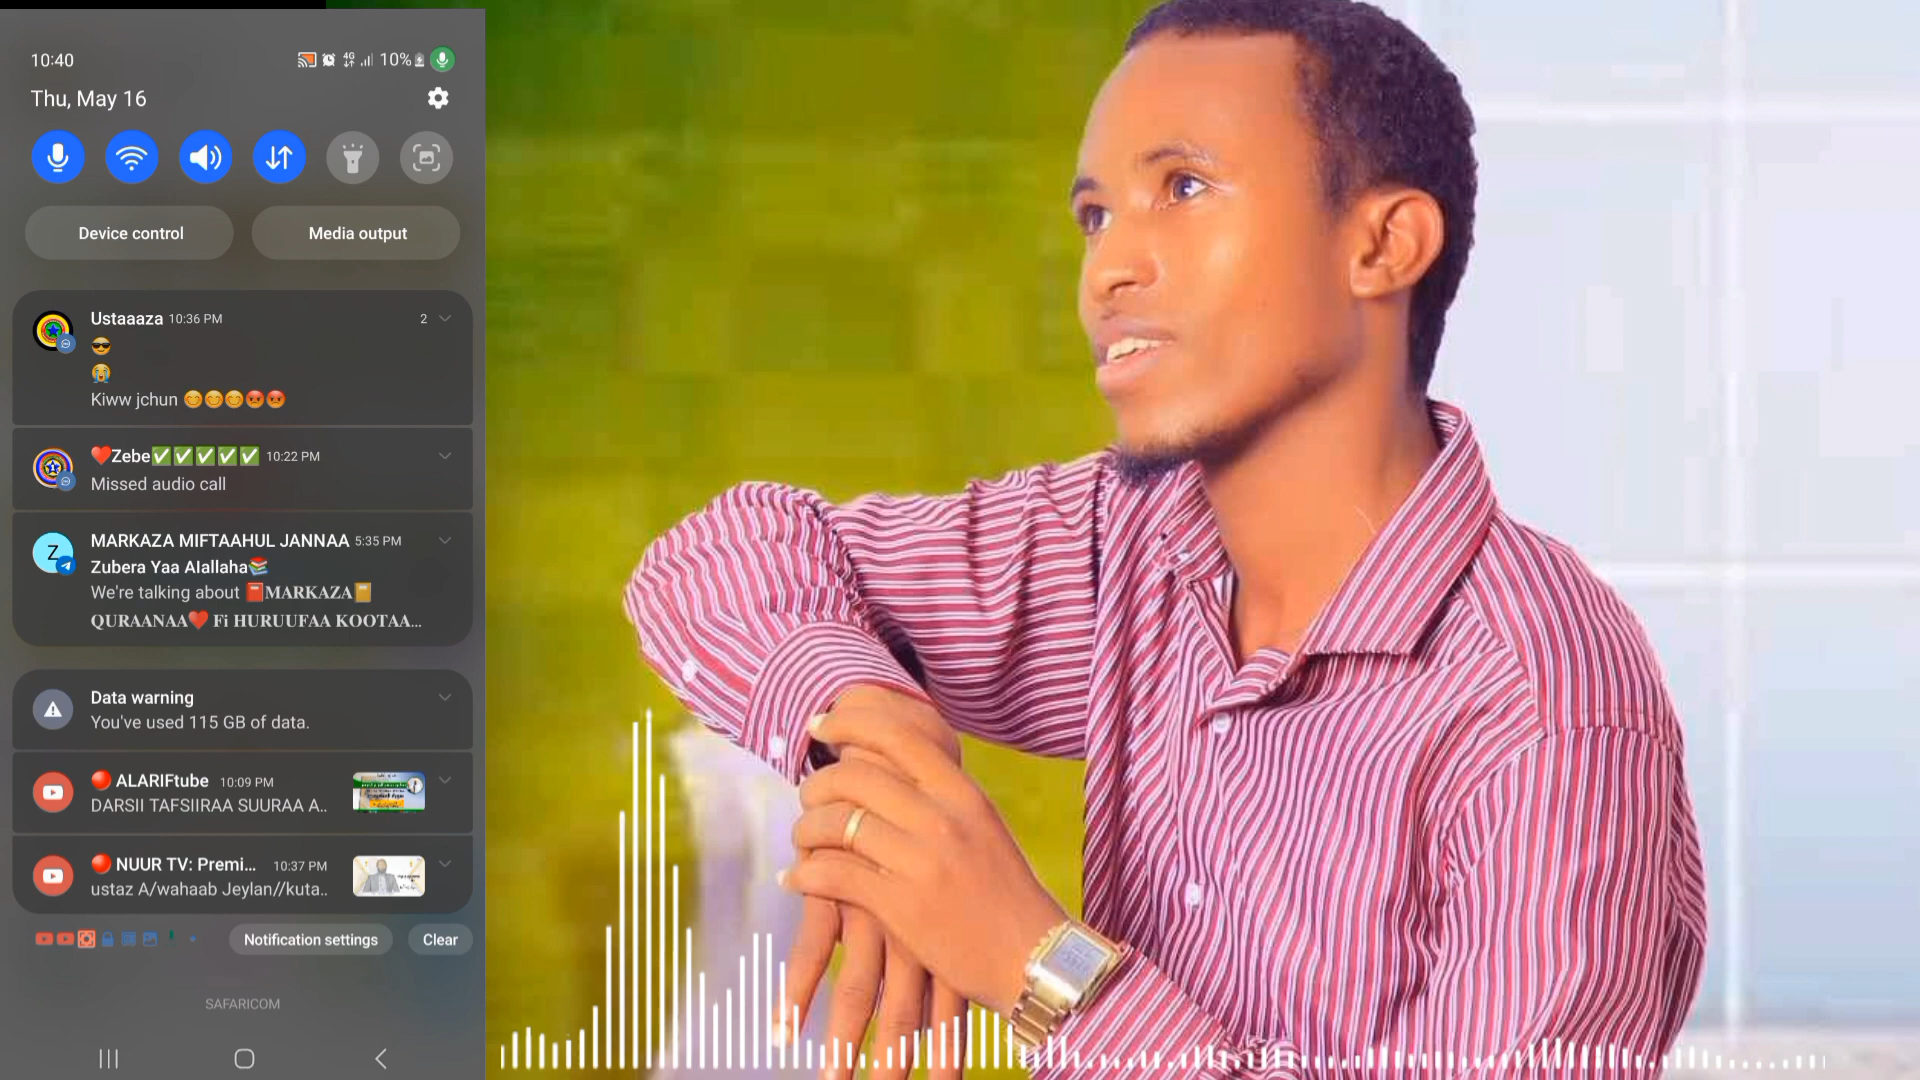 10:40
4G
10%
Thu, May 16
Device control
Media output
Ustaaaza 10:36 PM
2
😎
😭
Kiww jchun 😊😊😊😡😡
❤️Zebe✅✅✅✅✅ 10:22 PM
Missed audio call
Z
MARKAZA MIFTAAHUL JANNAA 5:35 PM
Zubera Yaa Alallaha📚
We're talking about 📕MARKAZA📒
QURAANAA❤️ Fi HURUUFAA KOOTAA...
Data warning
You've used 115 GB of data.
🔴 ALARIFtube 10:09 PM
DARSII TAFSIIRAA SUURAA A..
🔴 NUUR TV: Premi... 10:37 PM
ustaz A/wahaab Jeylan//kuta..
Notification settings
Clear
SAFARICOM